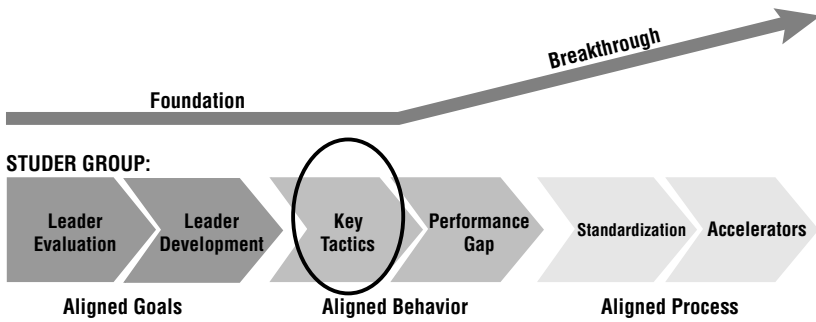 Breakthrough
Foundation
STUDER GROUP:
Leader
Evaluation
Leader
Development
Key
Tactics
Performance
Gap
Standardization
Accelerators
Aligned Goals
Aligned Behavior
Aligned Process